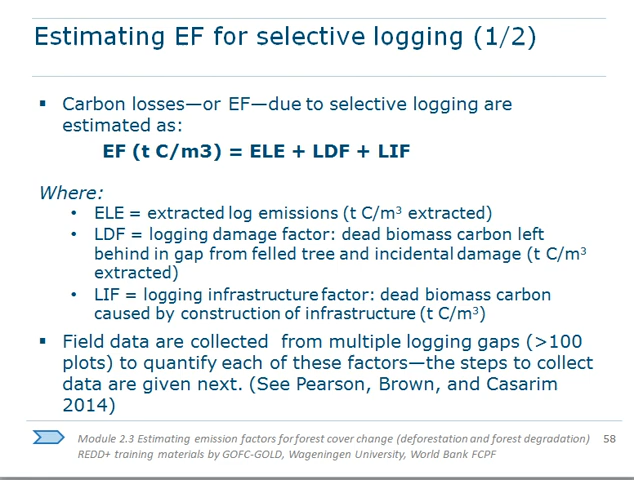 Estimating EF for selective logging (1/2)
▪ Carbon losses—or EF—due to selective logging are
estimated as:
EF (t C/m3) = ELE + LDF + LIF
Where:
• ELE = extracted log emissions (t C/m³ extracted)
• LDF = logging damage factor: dead biomass carbon left
behind in gap from felled tree and incidental damage (t C/m³
extracted)
• LIF = logging infrastructure factor: dead biomass carbon
caused by construction of infrastructure (t C/m³)
▪ Field data are collected from multiple logging gaps (>100
plots) to quantify each of these factors—the steps to collect
data are given next. (See Pearson, Brown, and Casarim
2014)
Module 2.3 Estimating emission factors for forest cover change (deforestation and forest degradation) 58
REDD+ training materials by GOFC-GOLD, Wageningen University, World Bank FCPF